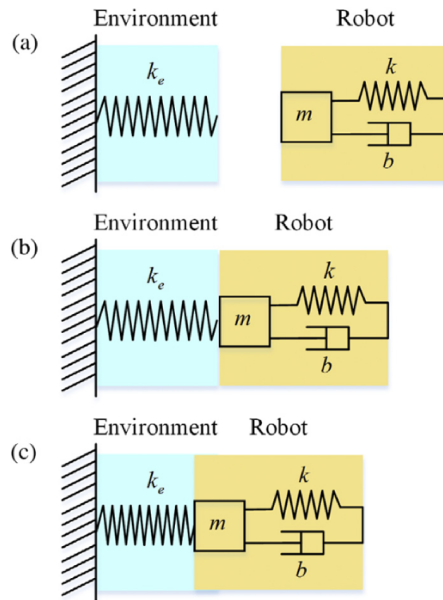 (a) Environment Robot
k_e k
m
b
(b) Environment Robot
k_e k
m
b
(c) Environment Robot
k_e k
m
b